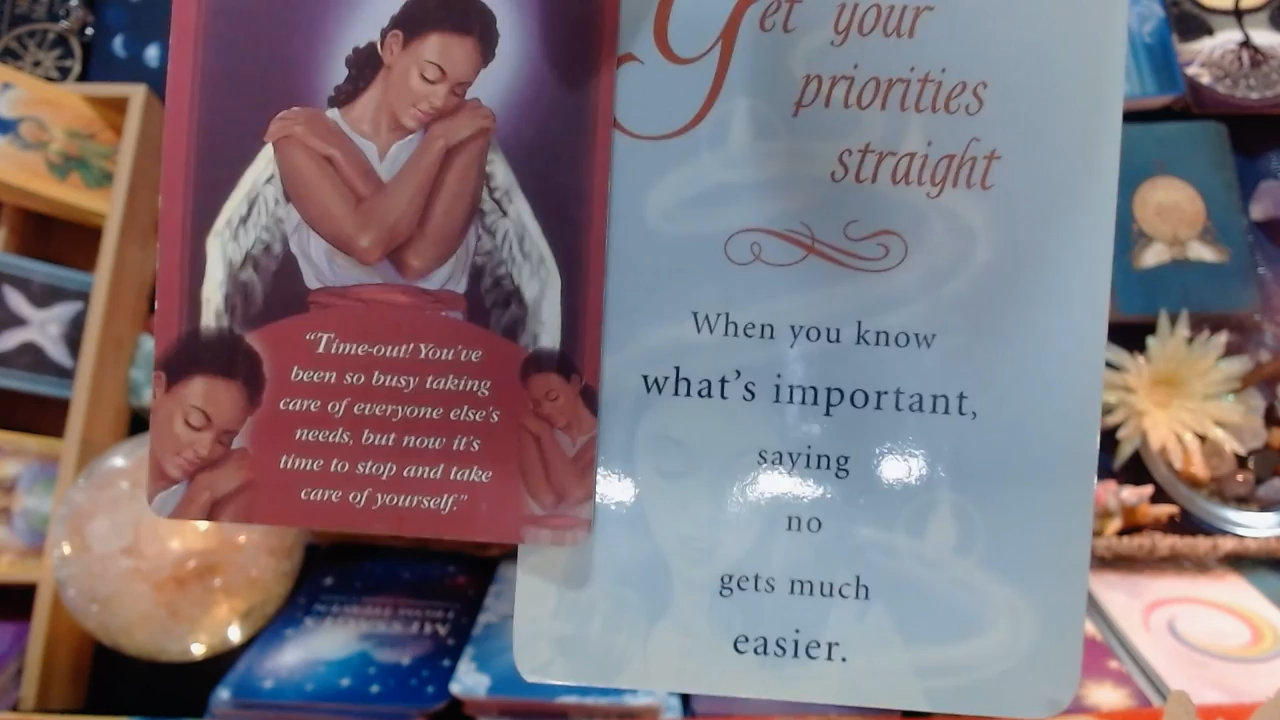 "Time-out! You've
been so busy taking
care of everyone else's
needs, but now it's
time to stop and take
care of yourself."
Get your
priorities
straight
When you know
what's important,
saying
no
gets much
easier.